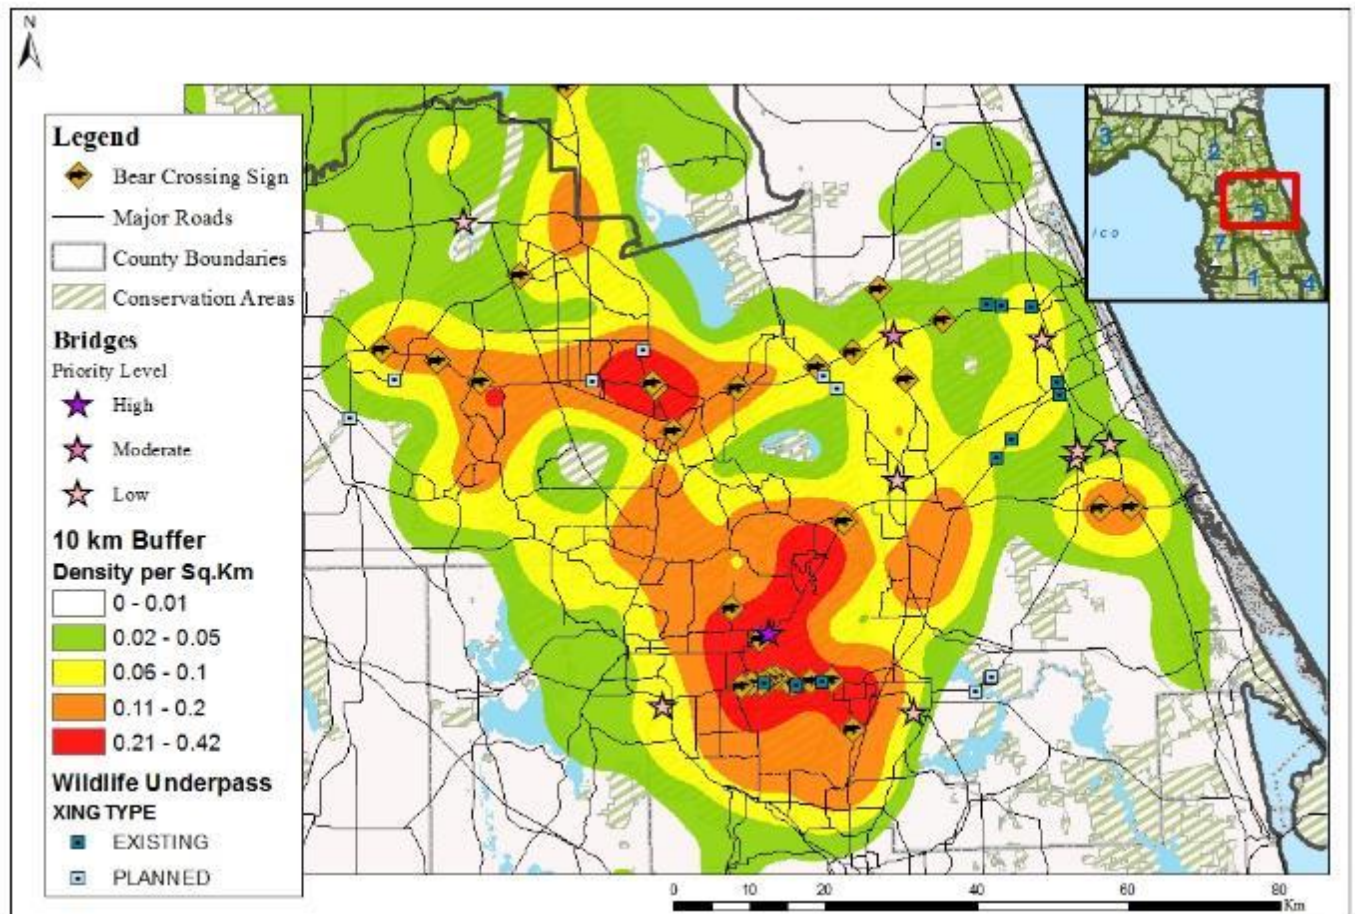 N
Legend
Bear Crossing Sign
Major Roads
County Boundaries
Conservation Areas
Bridges
Priority Level
High
Moderate
Low
10 km Buffer
Density per Sq.Km
0 - 0.01
0.02 - 0.05
0.06 - 0.1
0.11 - 0.2
0.21 - 0.42
Wildlife Underpass
XING TYPE
EXISTING
PLANNED
3
2
5
ico
7
1
4
0 10 20 40 60 80
Km